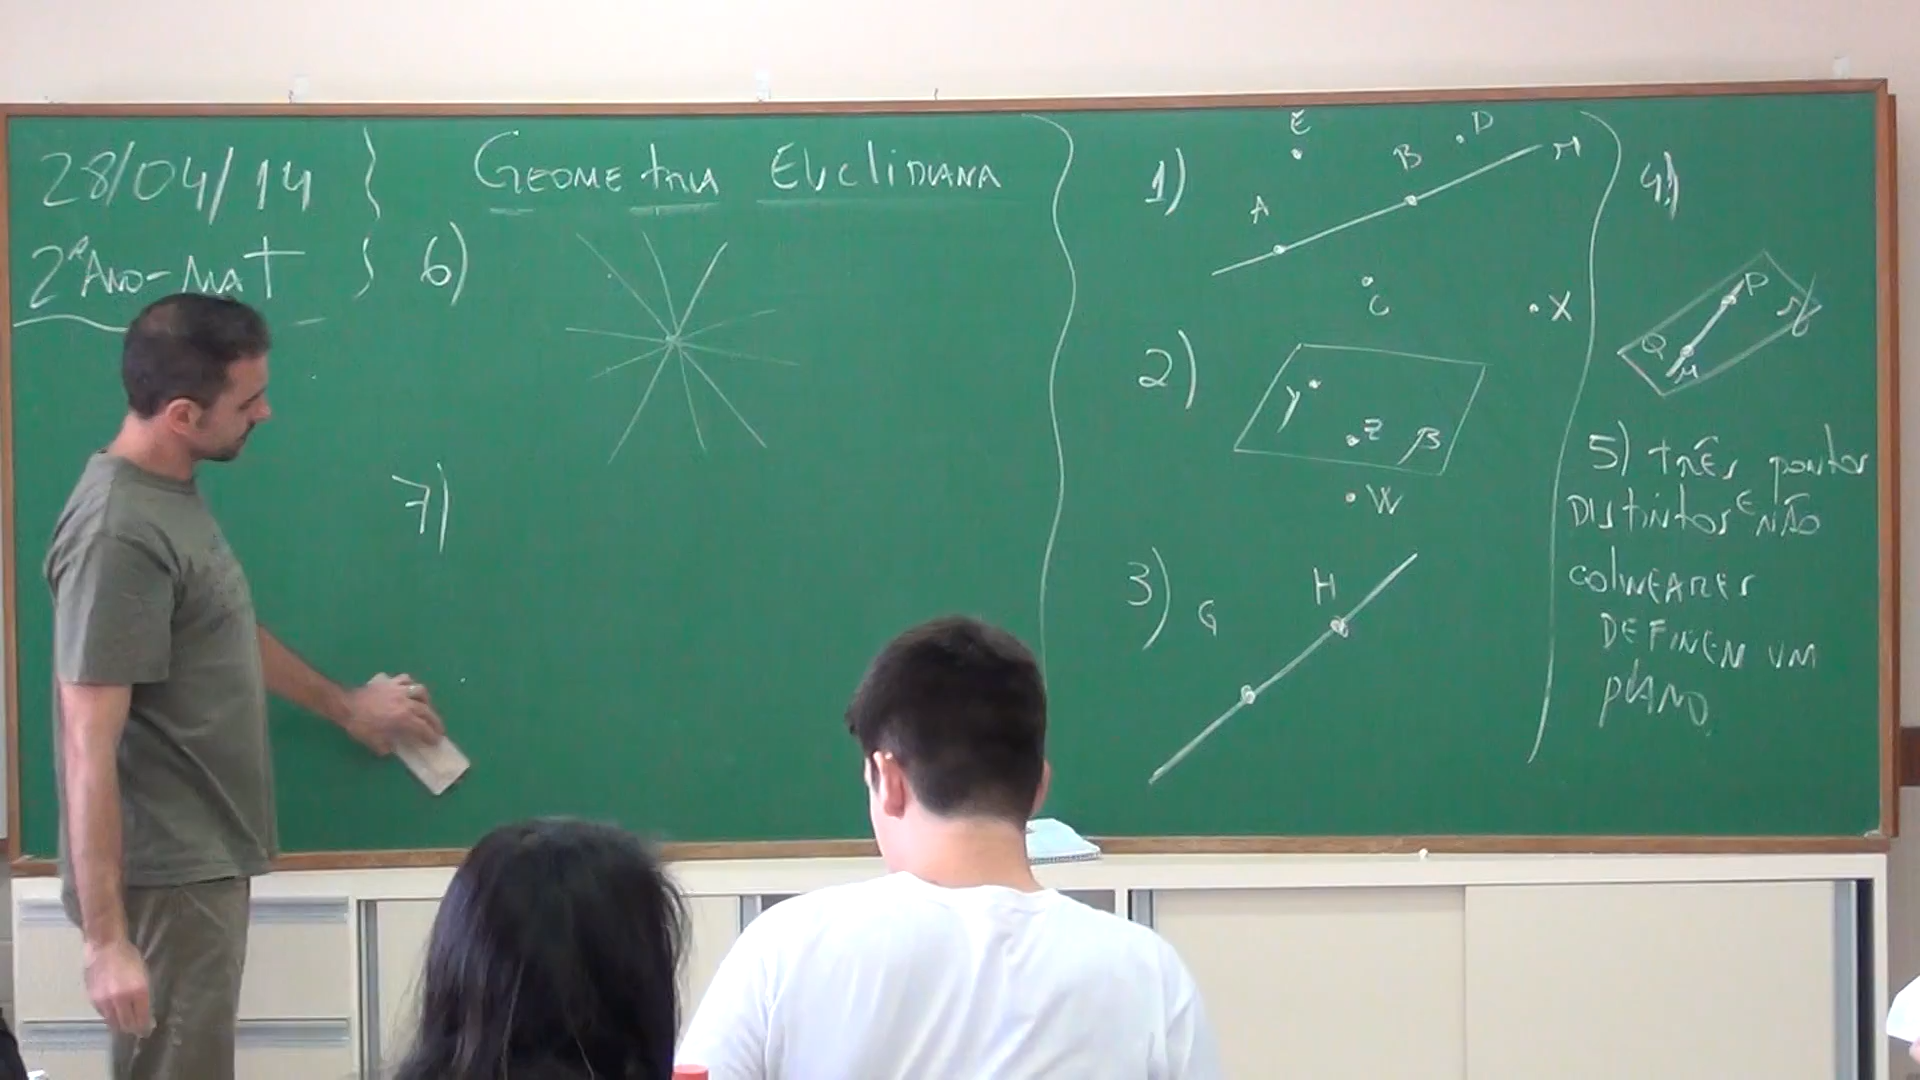 28/04/14
2º Ano - Mat
Geometria Euclidiana
6)
7)
1)
E
D
B
A
C
X
2)
Y
Z
β
W
3)
G
H
4)
P
Q
5) três pontos
distintos e não
colineares
definem um
plano